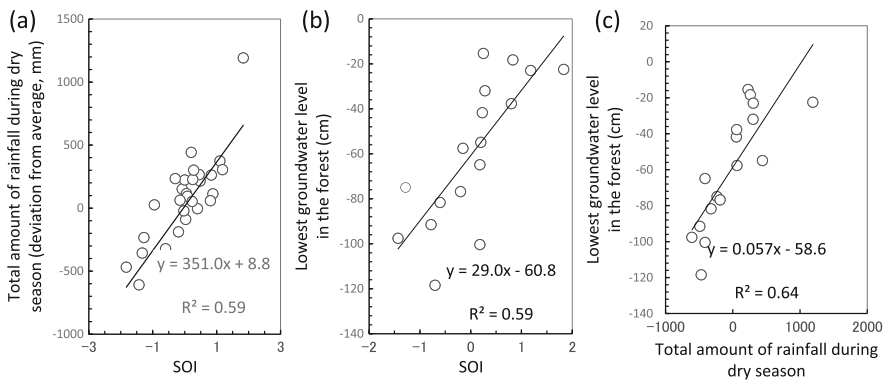 (a)
Total amount of rainfall during dry
season (deviation from average, mm)
1500
1000
500
0
-500
-1000
-3
-1
1
3
SOI
y = 351.0x + 8.8
R² = 0.59
(b)
Lowest groundwater level
in the forest (cm)
0
-20
-40
-60
-80
-100
-120
-140
-2
-1
0
1
2
SOI
y = 29.0x - 60.8
R² = 0.59
(c)
Lowest groundwater level
in the forest (cm)
20
0
-20
-40
-60
-80
-100
-120
-140
-1000
0
1000
2000
Total amount of rainfall during
dry season
y = 0.057x - 58.6
R² = 0.64